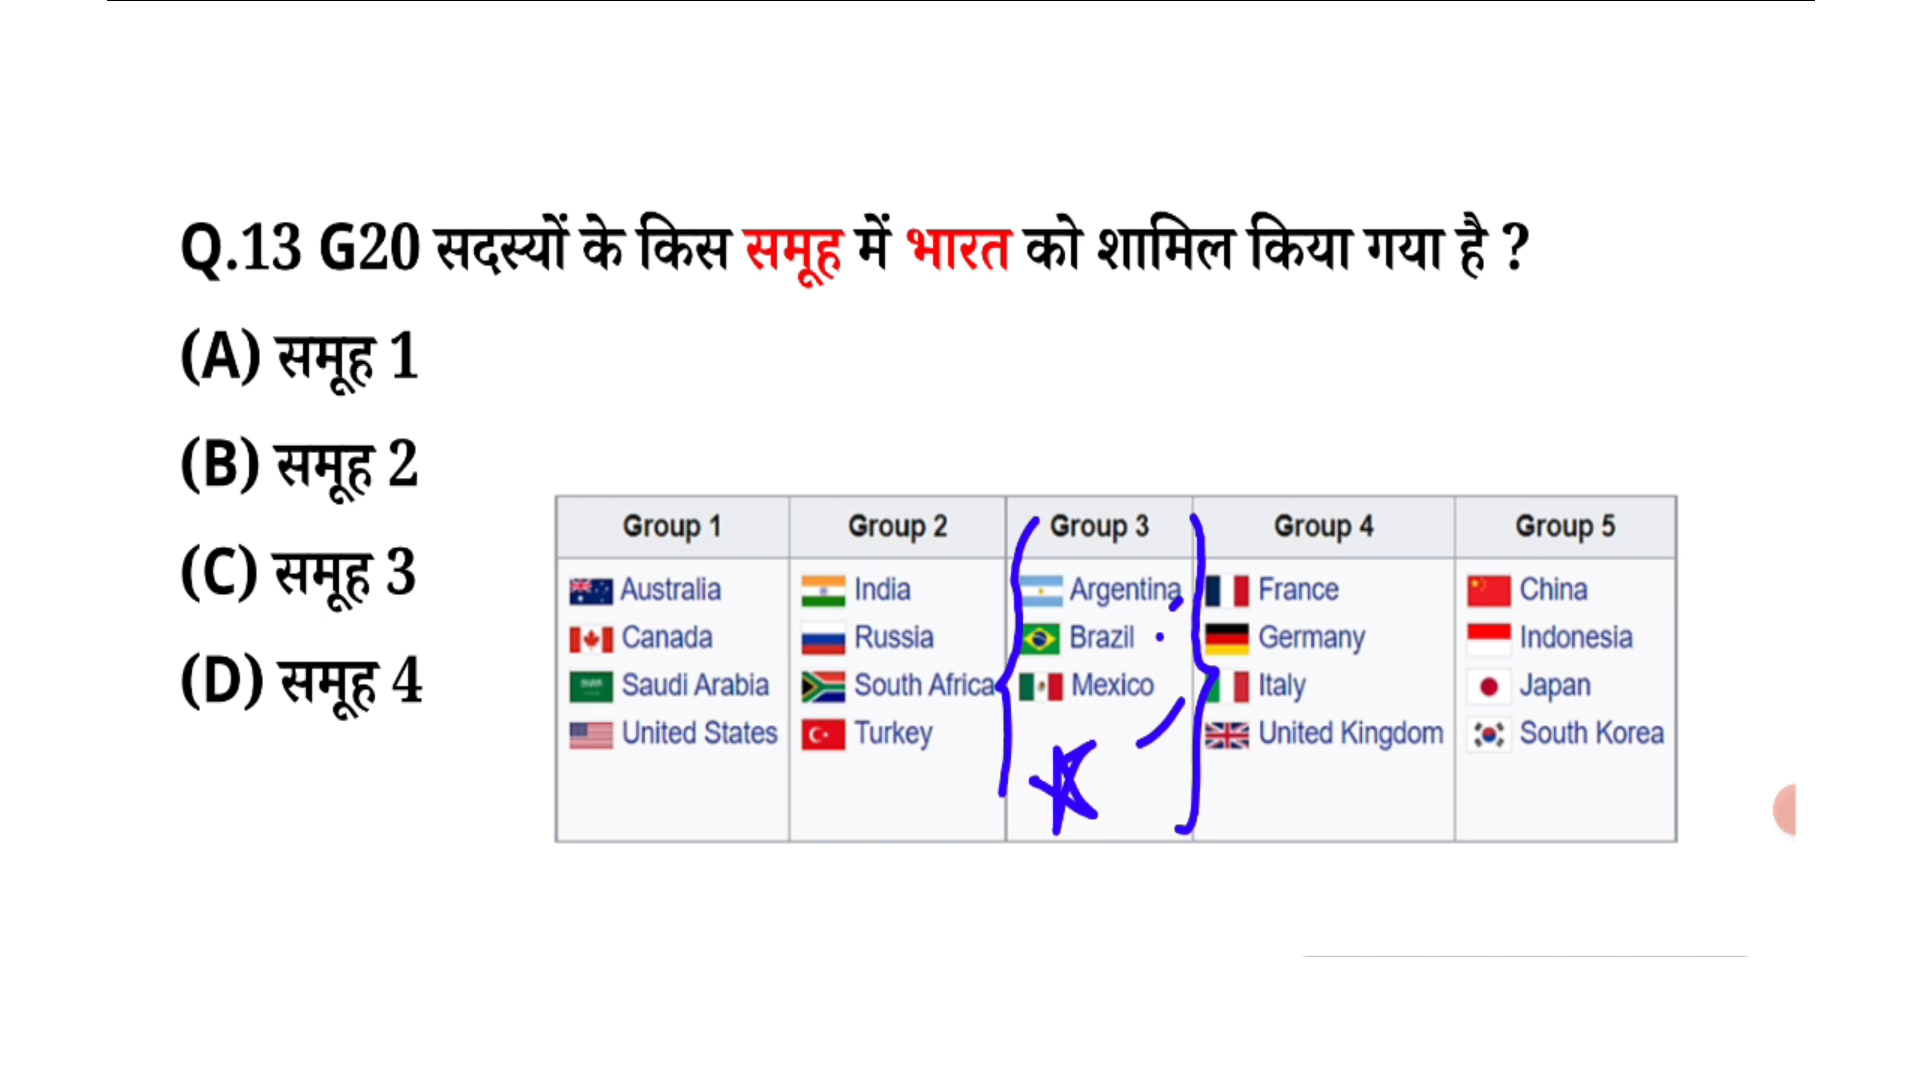 Q.13 G20 सदस्यों के किस समूह में भारत को शामिल किया गया है ?
(A) समूह 1
(B) समूह 2
(C) समूह 3
(D) समूह 4
Group 1 Group 2 Group 3 Group 4 Group 5
Australia India Argentina France China
Canada Russia Brazil Germany Indonesia
Saudi Arabia South Africa Mexico Italy Japan
United States Turkey United Kingdom South Korea